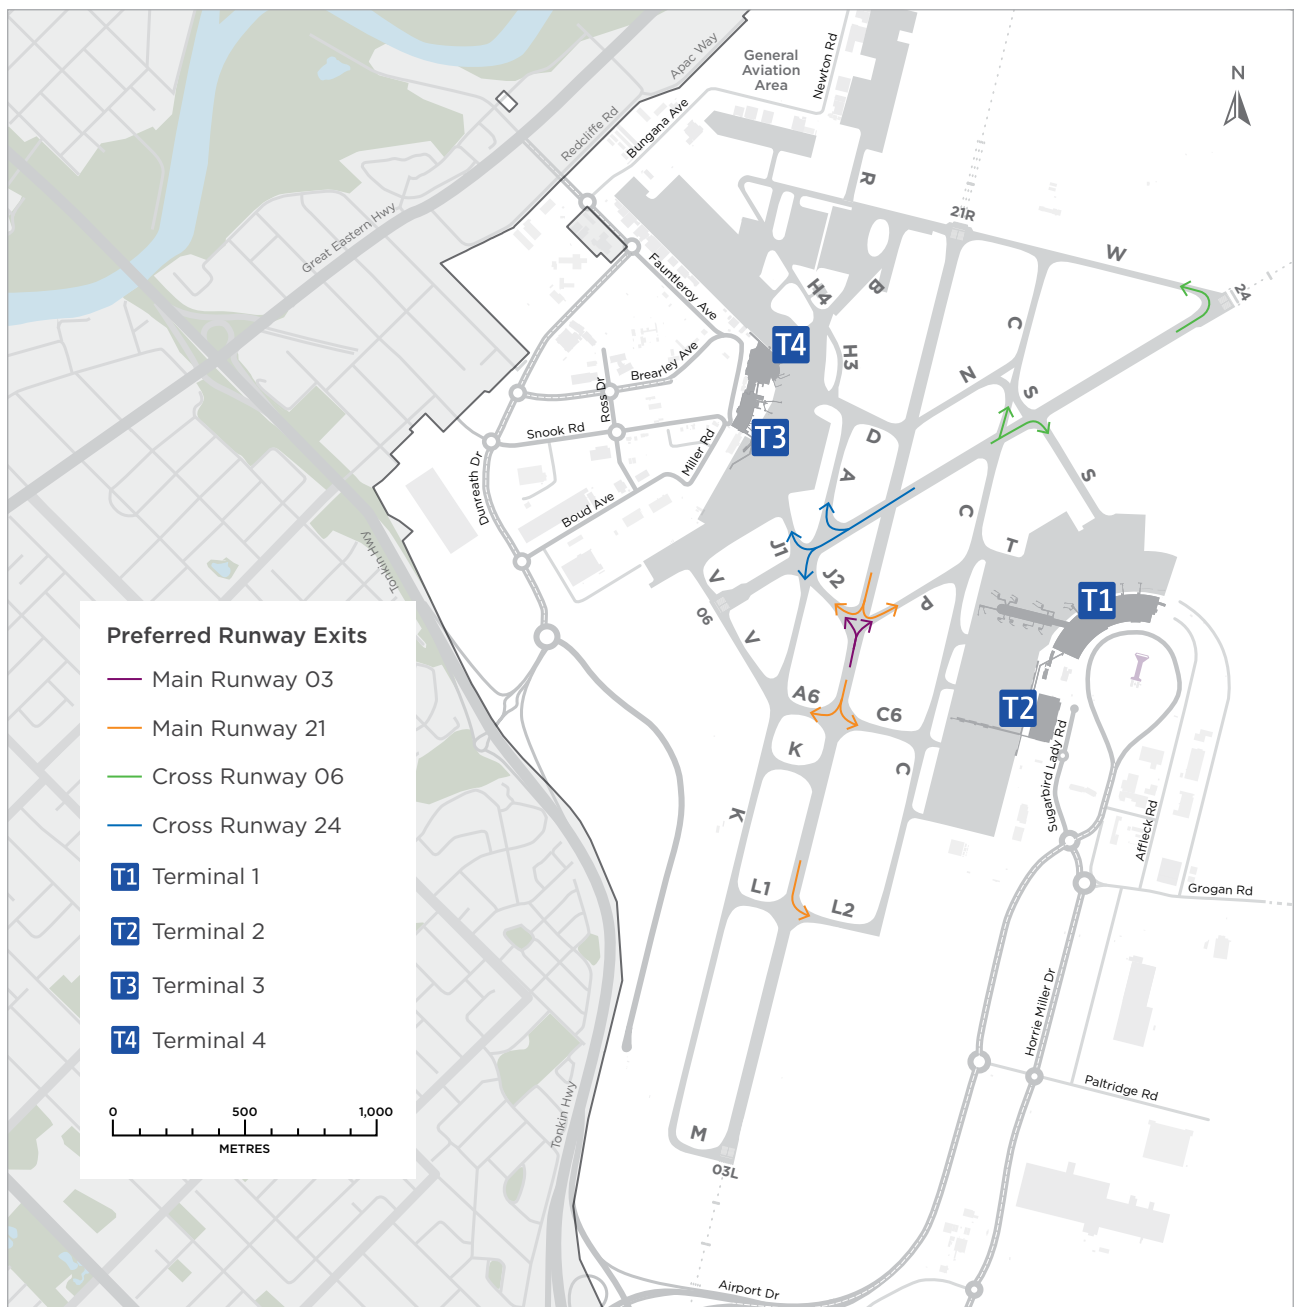 Apac Way
General
Aviation
Area
Newton Rd
N
Redcliffe Rd
Bungana Ave
R
21R
Great Eastern Hwy
W
24
Fauntleroy Ave
H4
B
C
T4
H3
Brearley Ave
N
S
Ross Dr
T3
D
Snook Rd
Miller Rd
A
S
Dunreath Dr
Boud Ave
C
Tonkin Hwy
J1
T
V
J2
P
T1
06
V
Preferred Runway Exits
Main Runway 03
Main Runway 21
Cross Runway 06
Cross Runway 24
T1 Terminal 1
T2 Terminal 2
T3 Terminal 3
T4 Terminal 4
0 500 1,000
METRES
A6
C6
T2
K
C
Sugarbird Lady Rd
K
Affleck Rd
L1
L2
Grogan Rd
Horrie Miller Dr
Paltridge Rd
Tonkin Hwy
M
03L
Airport Dr